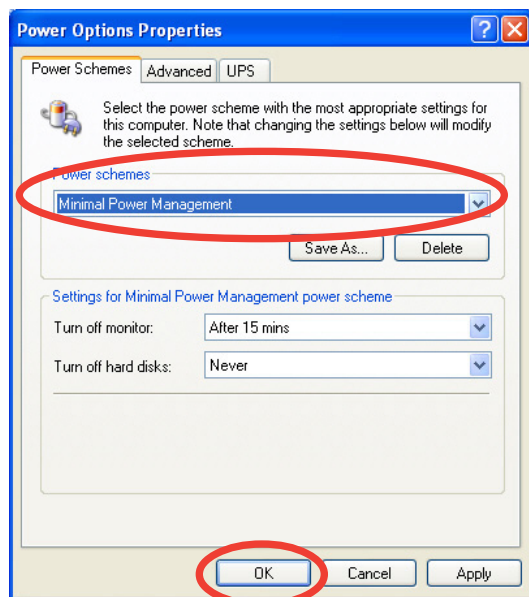 Power Options Properties
Power Schemes Advanced UPS
Select the power scheme with the most appropriate settings for
this computer. Note that changing the settings below will modify
the selected scheme.
Power schemes
Minimal Power Management
Save As... Delete
Settings for Minimal Power Management power scheme
Turn off monitor: After 15 mins
Turn off hard disks: Never
OK Cancel Apply